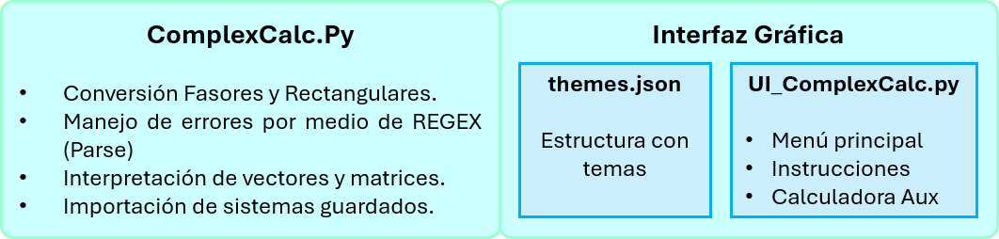 ComplexCalc.Py
• Conversión Fasores y Rectangulares.
• Manejo de errores por medio de REGEX
(Parse)
• Interpretación de vectores y matrices.
• Importación de sistemas guardados.
Interfaz Gráfica
themes.json
Estructura con
temas
UI_ComplexCalc.py
• Menú principal
• Instrucciones
• Calculadora Aux